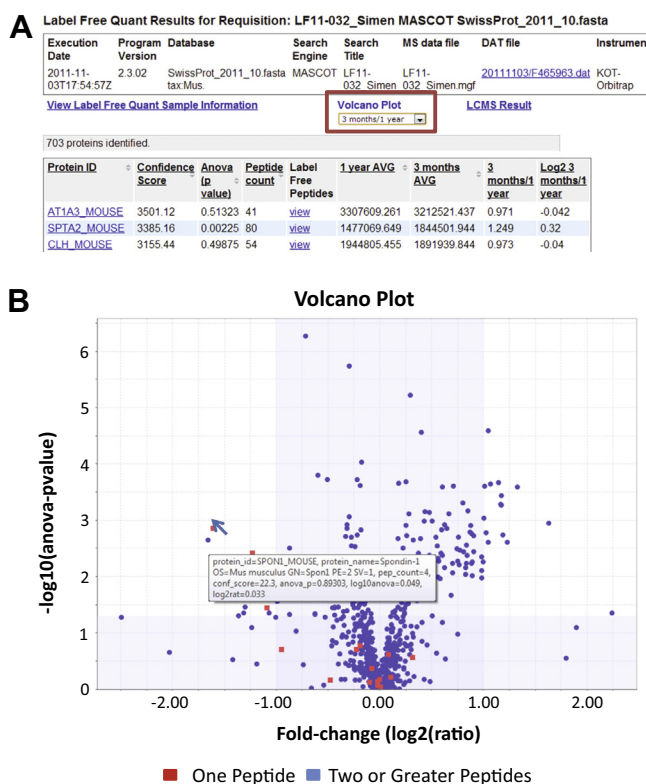 A
Label Free Quant Results for Requisition: LF11-032_Simen MASCOT SwissProt_2011_10.fasta
Execution Date Program Version Database Search Engine Search Title MS data file DAT file Instrumen
2011-11-03T17:54:57Z 2.3.02 SwissProt_2011_10.fasta tax:Mus. MASCOT LF11-032_Simen LF11-032_Simen.mgf 20111103/F465963.dat KOT-Orbitrap
View Label Free Quant Sample Information Volcano Plot LCMS Result
3 months/1 year
703 proteins identified.
Protein ID Confidence Score Anova (p value) Peptide count Label Free Peptides 1 year AVG 3 months AVG 3 months/1 year Log2 3 months/1 year
AT1A3_MOUSE 3501.12 0.51323 41 view 3307609.261 3212521.437 0.971 -0.042
SPTA2_MOUSE 3385.16 0.00225 80 view 1477069.649 1844501.944 1.249 0.32
CLH_MOUSE 3155.44 0.49875 54 view 1944805.455 1891939.844 0.973 -0.04
B
Volcano Plot
-log10(anova-pvalue)
6
5
4
3
2
1
0
protein_id=SPON1_MOUSE, protein_name=Spondin-1
OS=Mus musculus GN=Spon1 PE=2 SV=1, pep_count=4,
conf_score=22.3, anova_p=0.89303, log10anova=0.049,
log2rat=0.033
-2.00 -1.00 0.00 1.00 2.00
Fold-change (log2(ratio)
One Peptide Two or Greater Peptides